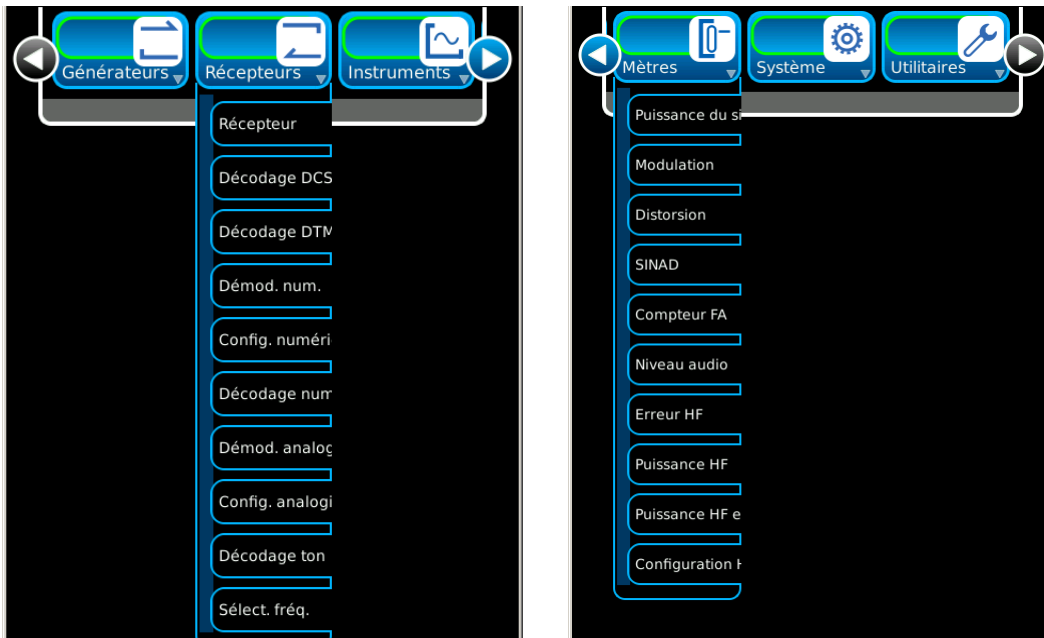 Générateurs
Récepteurs
Instruments
Récepteur
Décodage DCS
Décodage DTM
Démod. num.
Config. numéri
Décodage num
Démod. analog
Config. analogi
Décodage ton
Sélect. fréq.
Mètres
Système
Utilitaires
Puissance du si
Modulation
Distorsion
SINAD
Compteur FA
Niveau audio
Erreur HF
Puissance HF
Puissance HF e
Configuration H